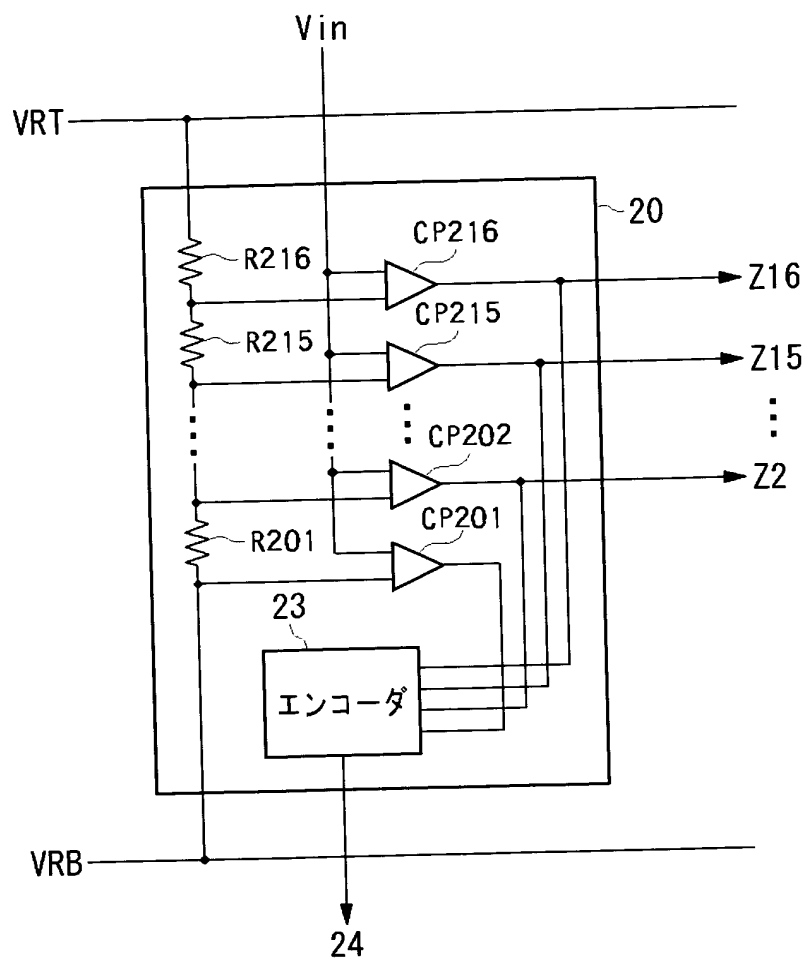 Vin
VRT
20
R216
CP216
Z16
R215
CP215
Z15
CP202
Z2
R201
CP201
23
エンコーダ
VRB
24